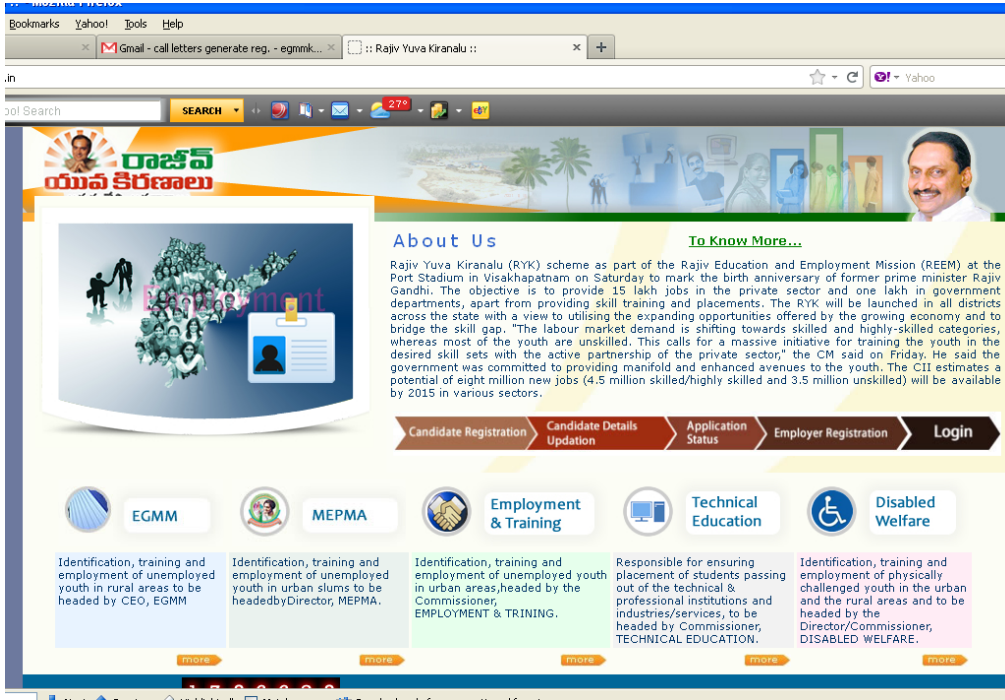 Bookmarks Yahoo! Tools Help
Gmail - call letters generate reg. - egmmk... :: Rajiv Yuva Kiranalu ::
.in
Yahoo
Search SEARCH 27°
రాజీవ్
యువ కిరణాలు
Employment
About Us To Know More...
Rajiv Yuva Kiranalu (RYK) scheme as part of the Rajiv Education and Employment Mission (REEM) at the
Port Stadium in Visakhapatnam on Saturday to mark the birth anniversary of former prime minister Rajiv
Gandhi. The objective is to provide 15 lakh jobs in the private sector and one lakh in government
departments, apart from providing skill training and placements. The RYK will be launched in all districts
across the state with a view to utilising the expanding opportunities offered by the growing economy and to
bridge the skill gap. "The labour market demand is shifting towards skilled and highly-skilled categories,
whereas most of the youth are unskilled. This calls for a massive initiative for training the youth in the
desired skill sets with the active partnership of the private sector," the CM said on Friday. He said the
government was committed to providing manifold and enhanced avenues to the youth. The CII estimates a
potential of eight million new jobs (4.5 million skilled/highly skilled and 3.5 million unskilled) will be available
by 2015 in various sectors.
Candidate Registration
Candidate Details
Updation
Application
Status
Employer Registration
Login
EGMM
Identification, training and
employment of unemployed
youth in rural areas to be
headed by CEO, EGMM
more
MEPMA
Identification, training and
employment of unemployed
youth in urban slums to be
headedbyDirector, MEPMA.
more
Employment
& Training
Identification, training and
employment of unemployed youth
in urban areas,headed by the
Commissioner,
EMPLOYMENT & TRINING.
more
Technical
Education
Responsible for ensuring
placement of students passing
out of the technical &
professional institutions and
industries/services, to be
headed by Commissioner,
TECHNICAL EDUCATION.
more
Disabled
Welfare
Identification, training and
employment of physically
challenged youth in the urban
and the rural areas and to be
headed by the
Director/Commissioner,
DISABLED WELFARE.
more